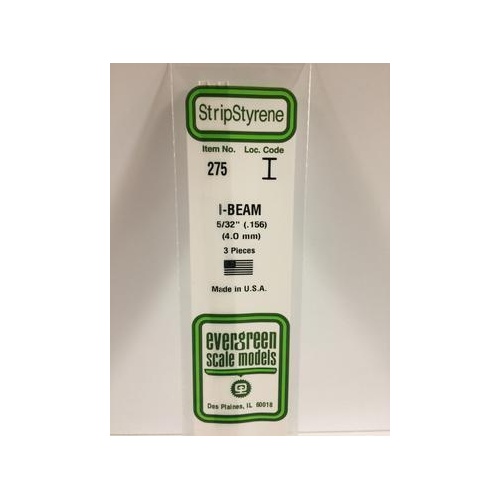 StripStyrene
Item No. Loc. Code
275 I
I-BEAM
5/32" (.156)
(4.0 mm)
3 Pieces
Made in U.S.A.
evergreen
scale models
Des Plaines, IL 60018